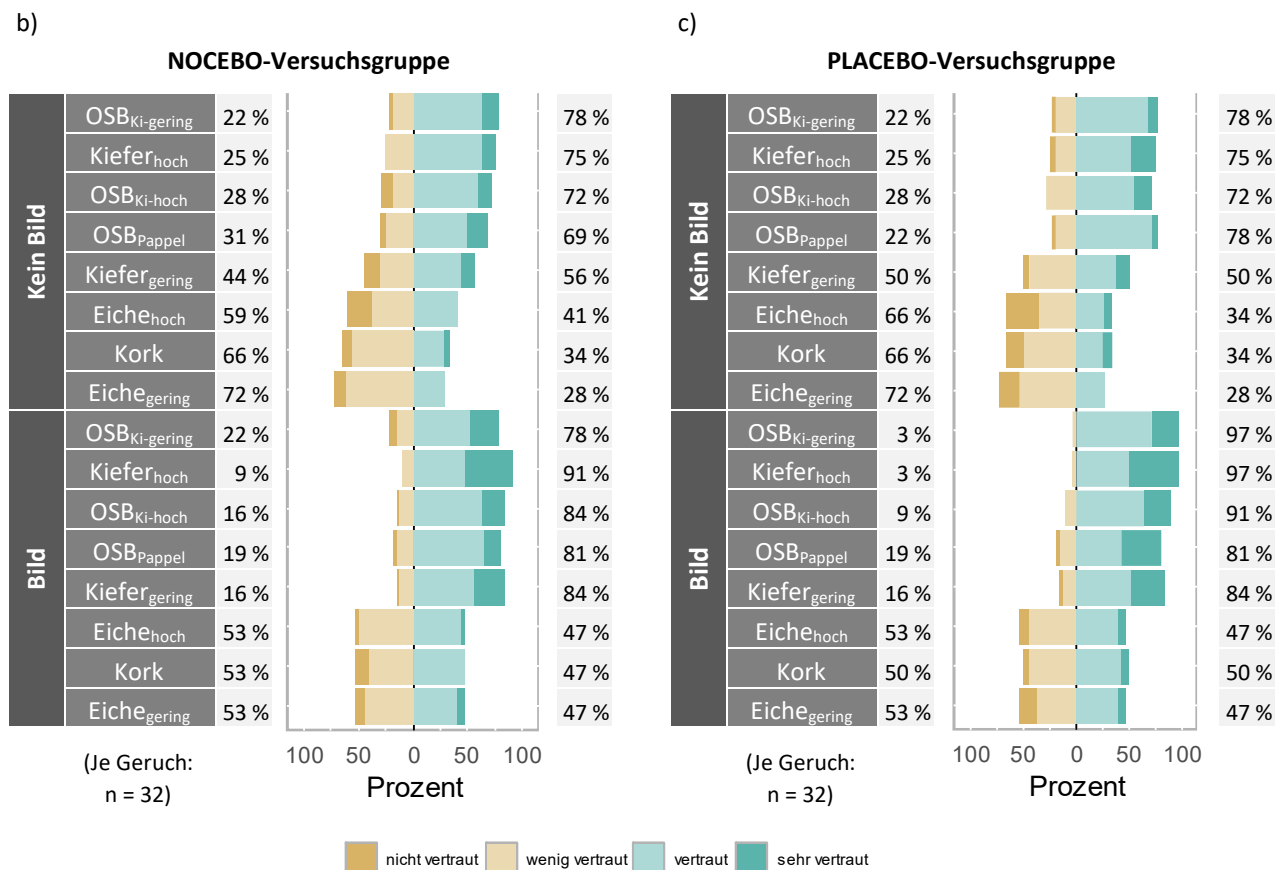 b)
NOCEBO-Versuchsgruppe
Kein Bild
OSBKi-gering 22 % 78 %
Kieferhoch 25 % 75 %
OSBKi-hoch 28 % 72 %
OSBPappel 31 % 69 %
Kiefergering 44 % 56 %
Eichehoch 59 % 41 %
Kork 66 % 34 %
Eichegering 72 % 28 %
Bild
OSBKi-gering 22 % 78 %
Kieferhoch 9 % 91 %
OSBKi-hoch 16 % 84 %
OSBPappel 19 % 81 %
Kiefergering 16 % 84 %
Eichehoch 53 % 47 %
Kork 53 % 47 %
Eichegering 53 % 47 %
100 50 0 50 100
(Je Geruch:
n = 32)
Prozent
c)
PLACEBO-Versuchsgruppe
Kein Bild
OSBKi-gering 22 % 78 %
Kieferhoch 25 % 75 %
OSBKi-hoch 28 % 72 %
OSBPappel 22 % 78 %
Kiefergering 50 % 50 %
Eichehoch 66 % 34 %
Kork 66 % 34 %
Eichegering 72 % 28 %
Bild
OSBKi-gering 3 % 97 %
Kieferhoch 3 % 97 %
OSBKi-hoch 9 % 91 %
OSBPappel 19 % 81 %
Kiefergering 16 % 84 %
Eichehoch 53 % 47 %
Kork 50 % 50 %
Eichegering 53 % 47 %
100 50 0 50 100
(Je Geruch:
n = 32)
Prozent
nicht vertraut wenig vertraut vertraut sehr vertraut